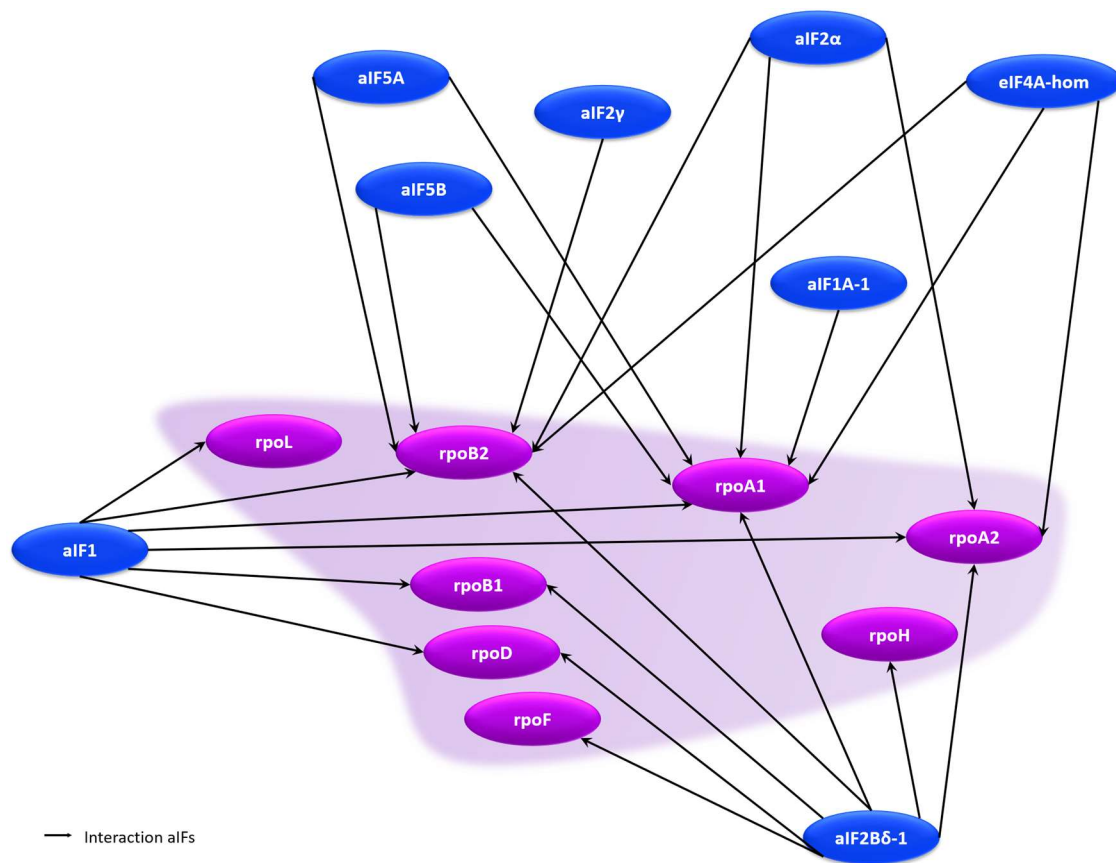 aIF2α
aIF5A
eIF4A-hom
aIF2γ
aIF5B
aIF1A-1
rpoL
rpoB2
rpoA1
rpoA2
aIF1
rpoB1
rpoH
rpoD
rpoF
Interaction aIFs
aIF2Bδ-1